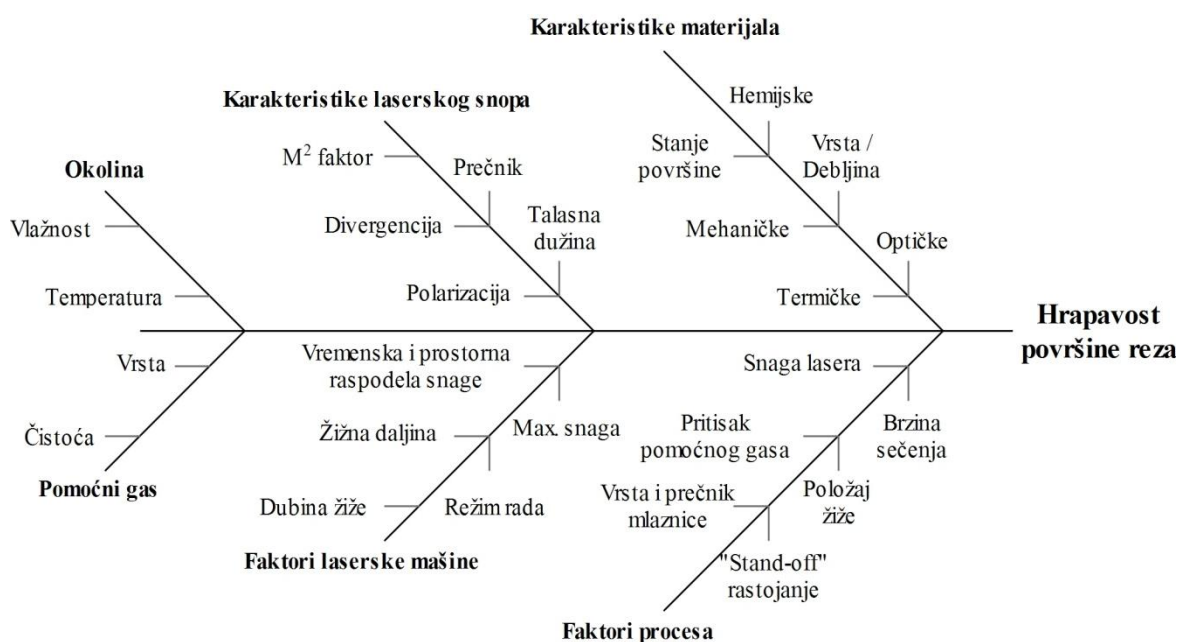 Karakteristike materijala
Hemijske
Stanje
površine
Vrsta /
Debljina
Mehaničke
Optičke
Termičke
Karakteristike laserskog snopa
M² faktor
Prečnik
Divergencija
Talasna
dužina
Polarizacija
Okolina
Vlažnost
Temperatura
Hrapavost
površine reza
Vrsta
Čistoća
Pomoćni gas
Vremenska i prostorna
raspodela snage
Žižna daljina
Max. snaga
Dubina žiže
Režim rada
Faktori laserske mašine
Snaga lasera
Pritisak
pomoćnog gasa
Brzina
sečenja
Vrsta i prečnik
mlaznice
Položaj
žiže
"Stand-off"
rastojanje
Faktori procesa